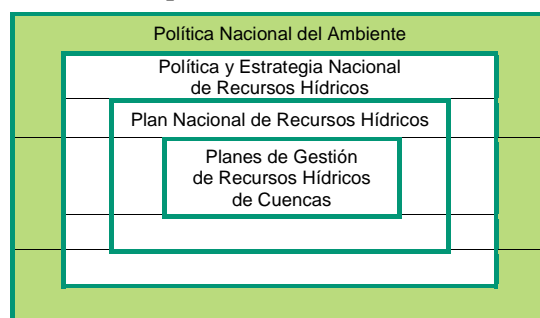 Política Nacional del Ambiente
Política y Estrategia Nacional
de Recursos Hídricos
Plan Nacional de Recursos Hídricos
Planes de Gestión
de Recursos Hídricos
de Cuencas